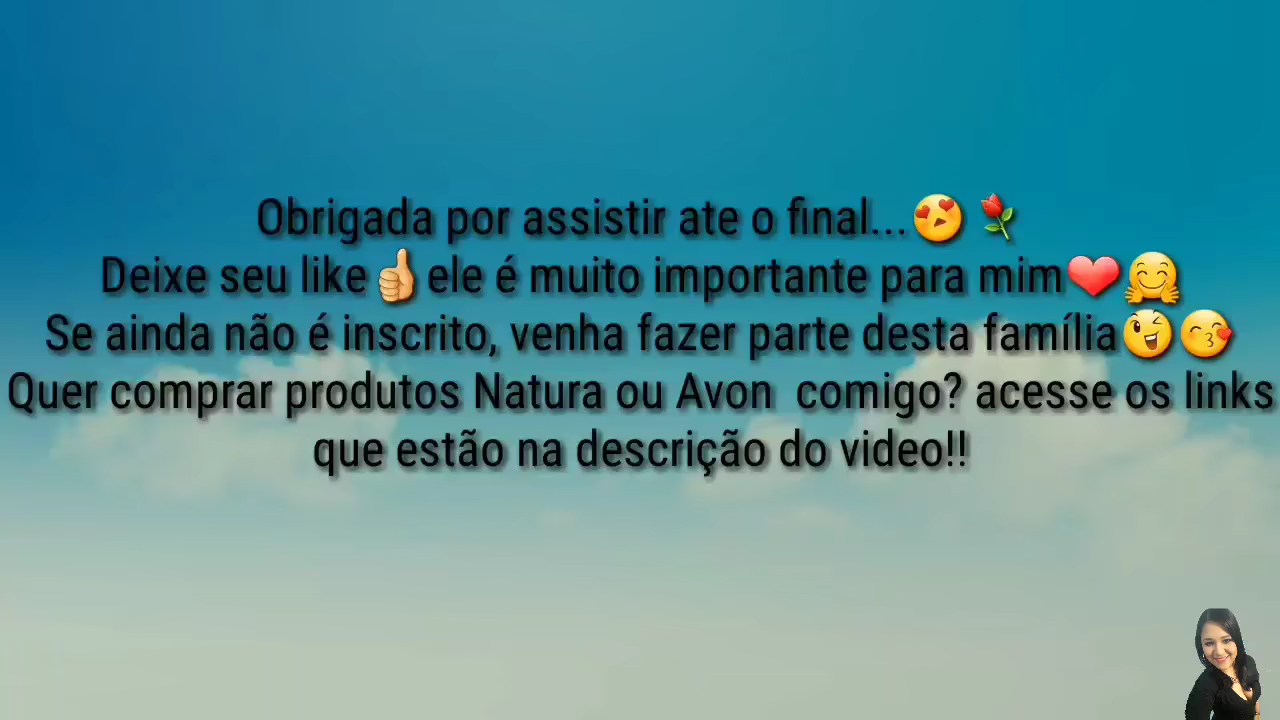 Obrigada por assistir ate o final...😍🌹
Deixe seu like👍ele é muito importante para mim❤🤗
Se ainda não é inscrito, venha fazer parte desta família😉😙
Quer comprar produtos Natura ou Avon  comigo? acesse os links
que estão na descrição do video!!